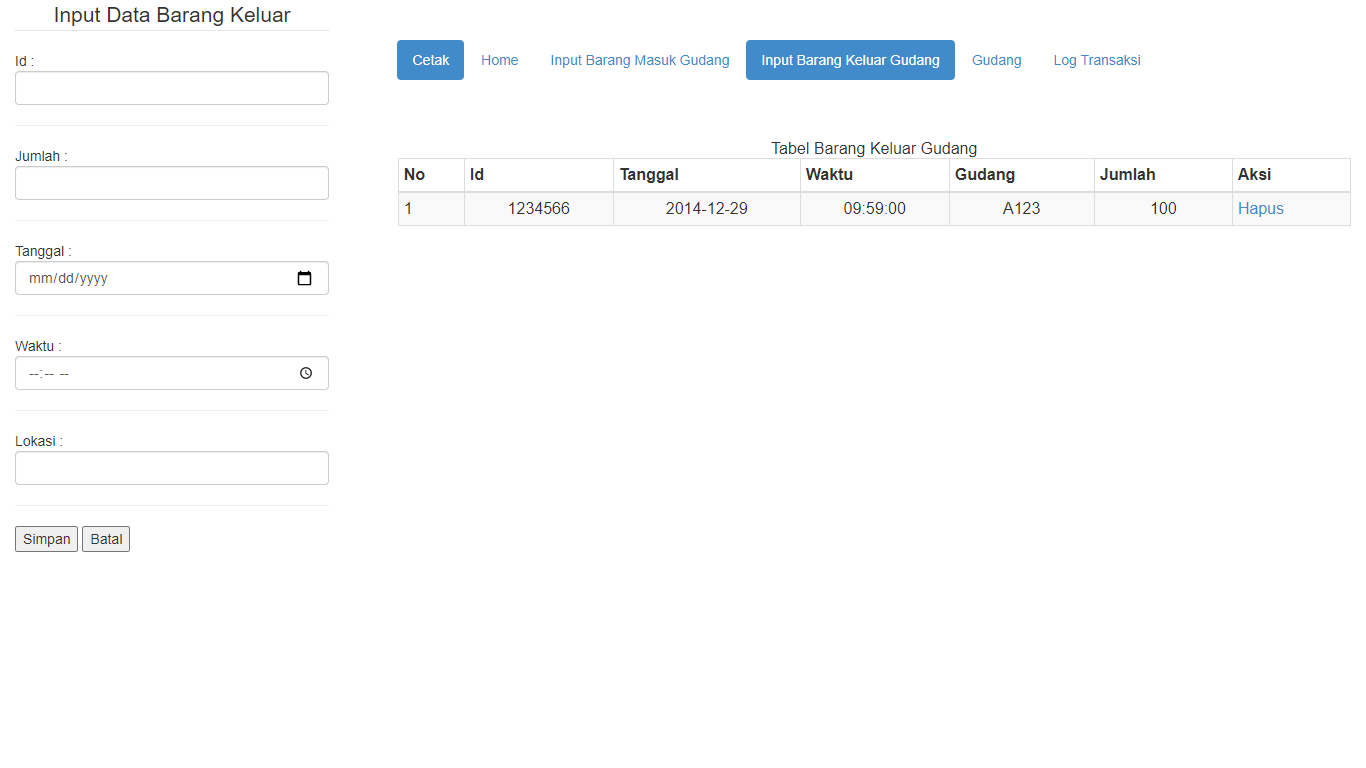 Input Data Barang Keluar
Id :
Jumlah :
Tanggal :
mm/dd/yyyy
Waktu :
--:-- --
Lokasi :
Simpan Batal
Cetak Home Input Barang Masuk Gudang Input Barang Keluar Gudang Gudang Log Transaksi
Tabel Barang Keluar Gudang
No Id Tanggal Waktu Gudang Jumlah Aksi
1 1234566 2014-12-29 09:59:00 A123 100 Hapus